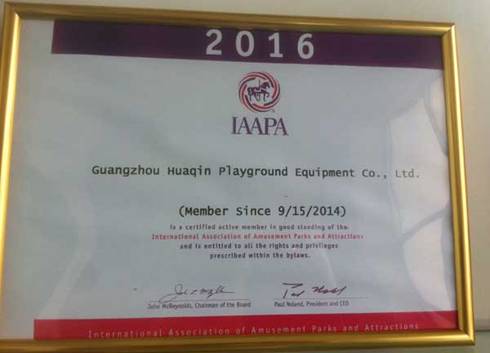 2016
IAAPA
Guangzhou Huaqin Playground Equipment Co., Ltd.
(Member Since 9/15/2014)
is a certified active member in good standing of the
International Association of Amusement Parks and Attractions
and is entitled to all the rights and privileges
prescribed within the bylaws.
John McReynolds, Chairman of the Board Paul Noland, President and CEO
International Association of Amusement Parks and Attractions